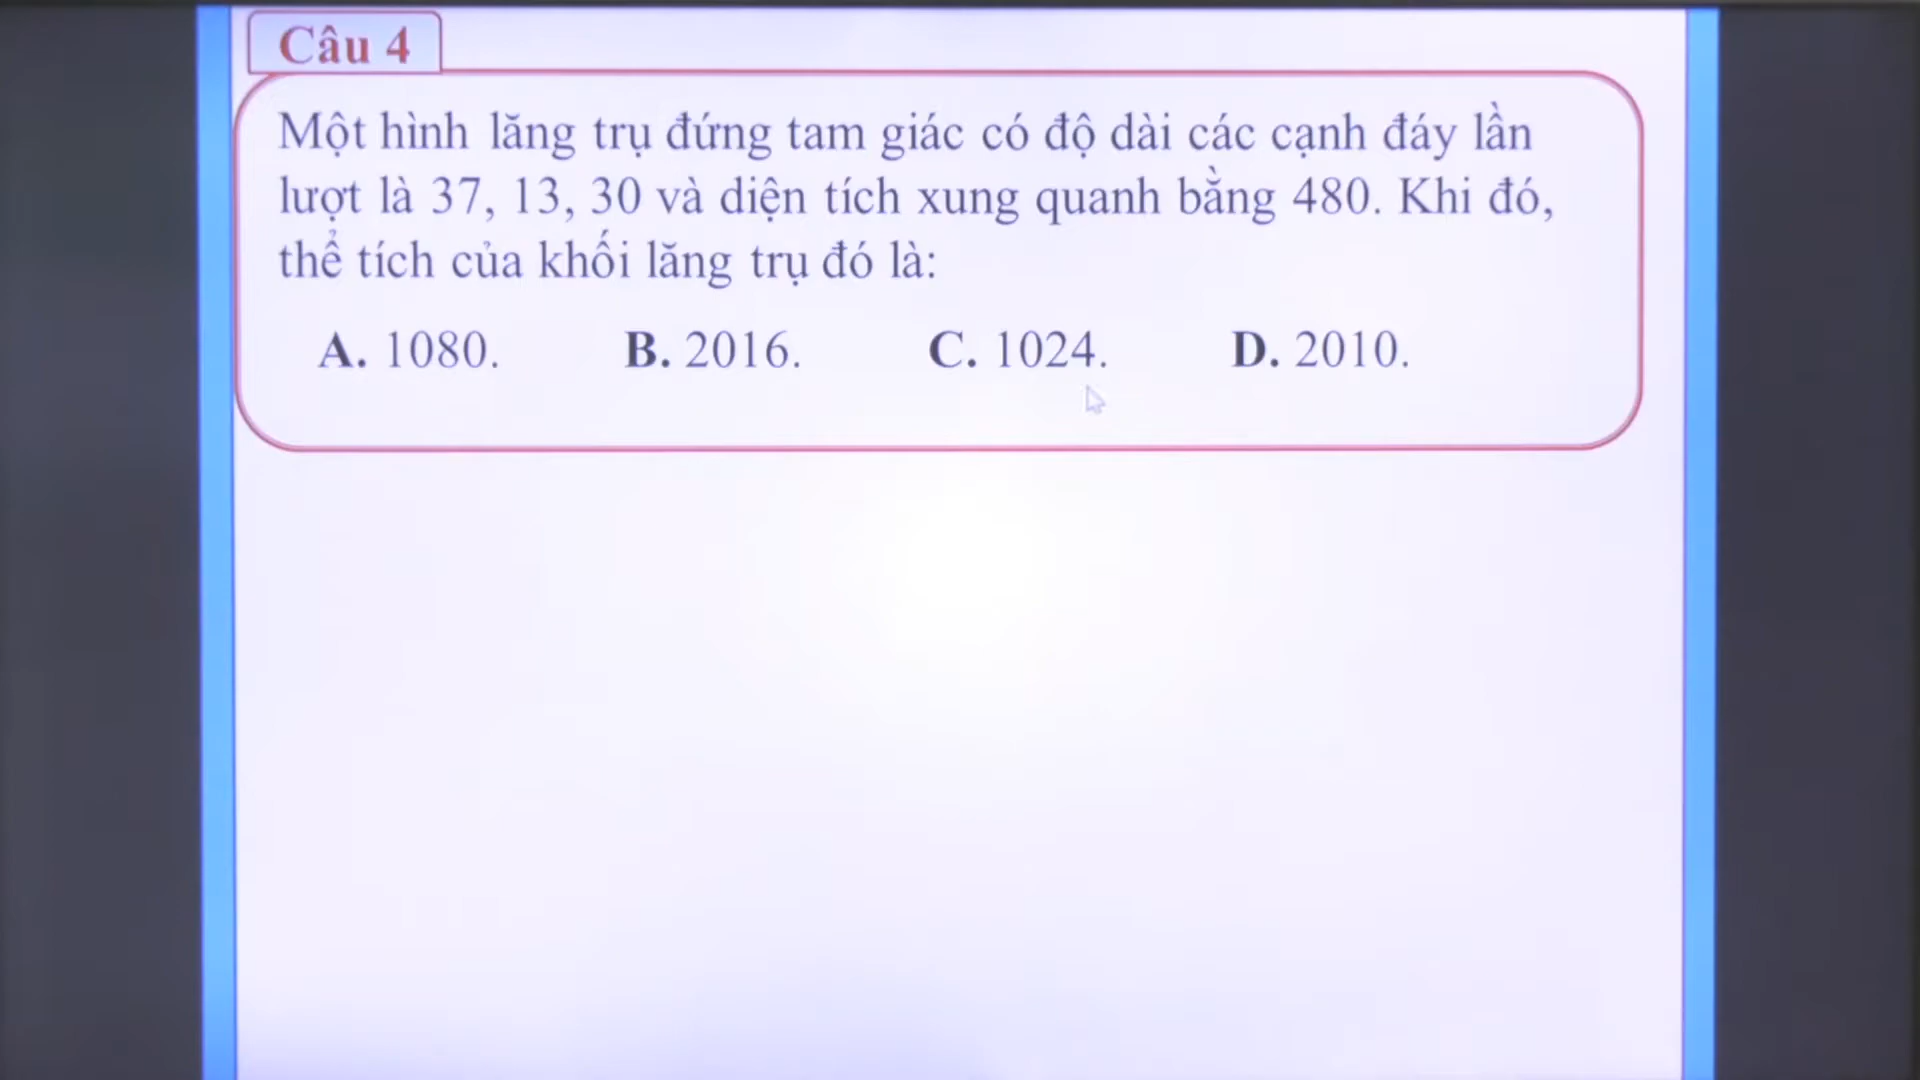 Câu 4
Một hình lăng trụ đứng tam giác có độ dài các cạnh đáy lần
lượt là 37, 13, 30 và diện tích xung quanh bằng 480. Khi đó,
thể tích của khối lăng trụ đó là:
A. 1080. B. 2016. C. 1024. D. 2010.